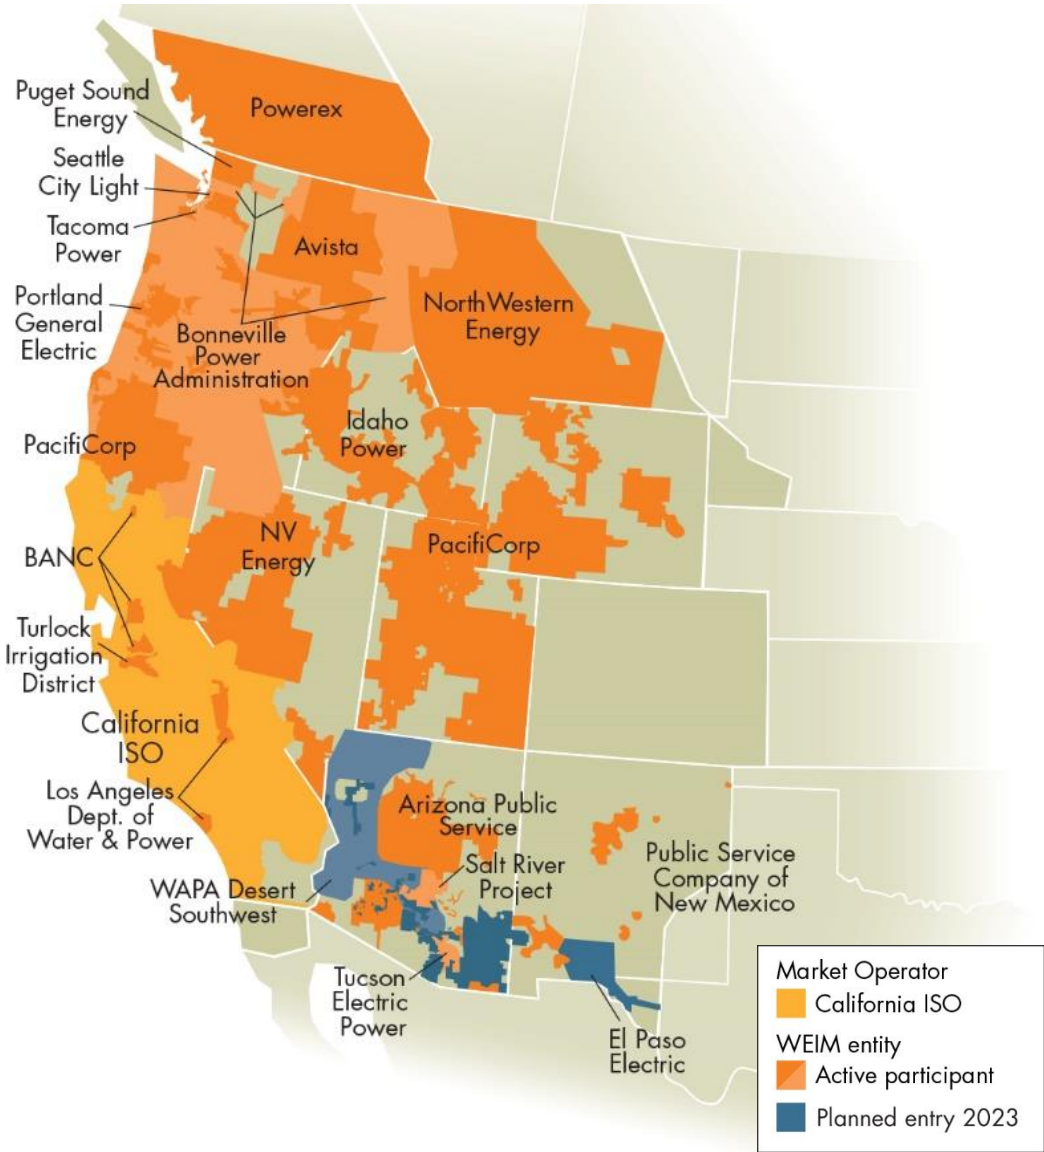 Puget Sound
Energy
Powerex
Seattle
City Light
Tacoma
Power
Avista
Portland
General
Electric
Bonneville
Power
Administration
NorthWestern
Energy
PacifiCorp
Idaho
Power
BANC
NV
Energy
PacifiCorp
Turlock
Irrigation
District
California
ISO
Los Angeles
Dept. of
Water & Power
Arizona Public
Service
Salt River
Project
Public Service
Company of
New Mexico
WAPA Desert
Southwest
Tucson
Electric
Power
El Paso
Electric
Market Operator
California ISO
WEIM entity
Active participant
Planned entry 2023